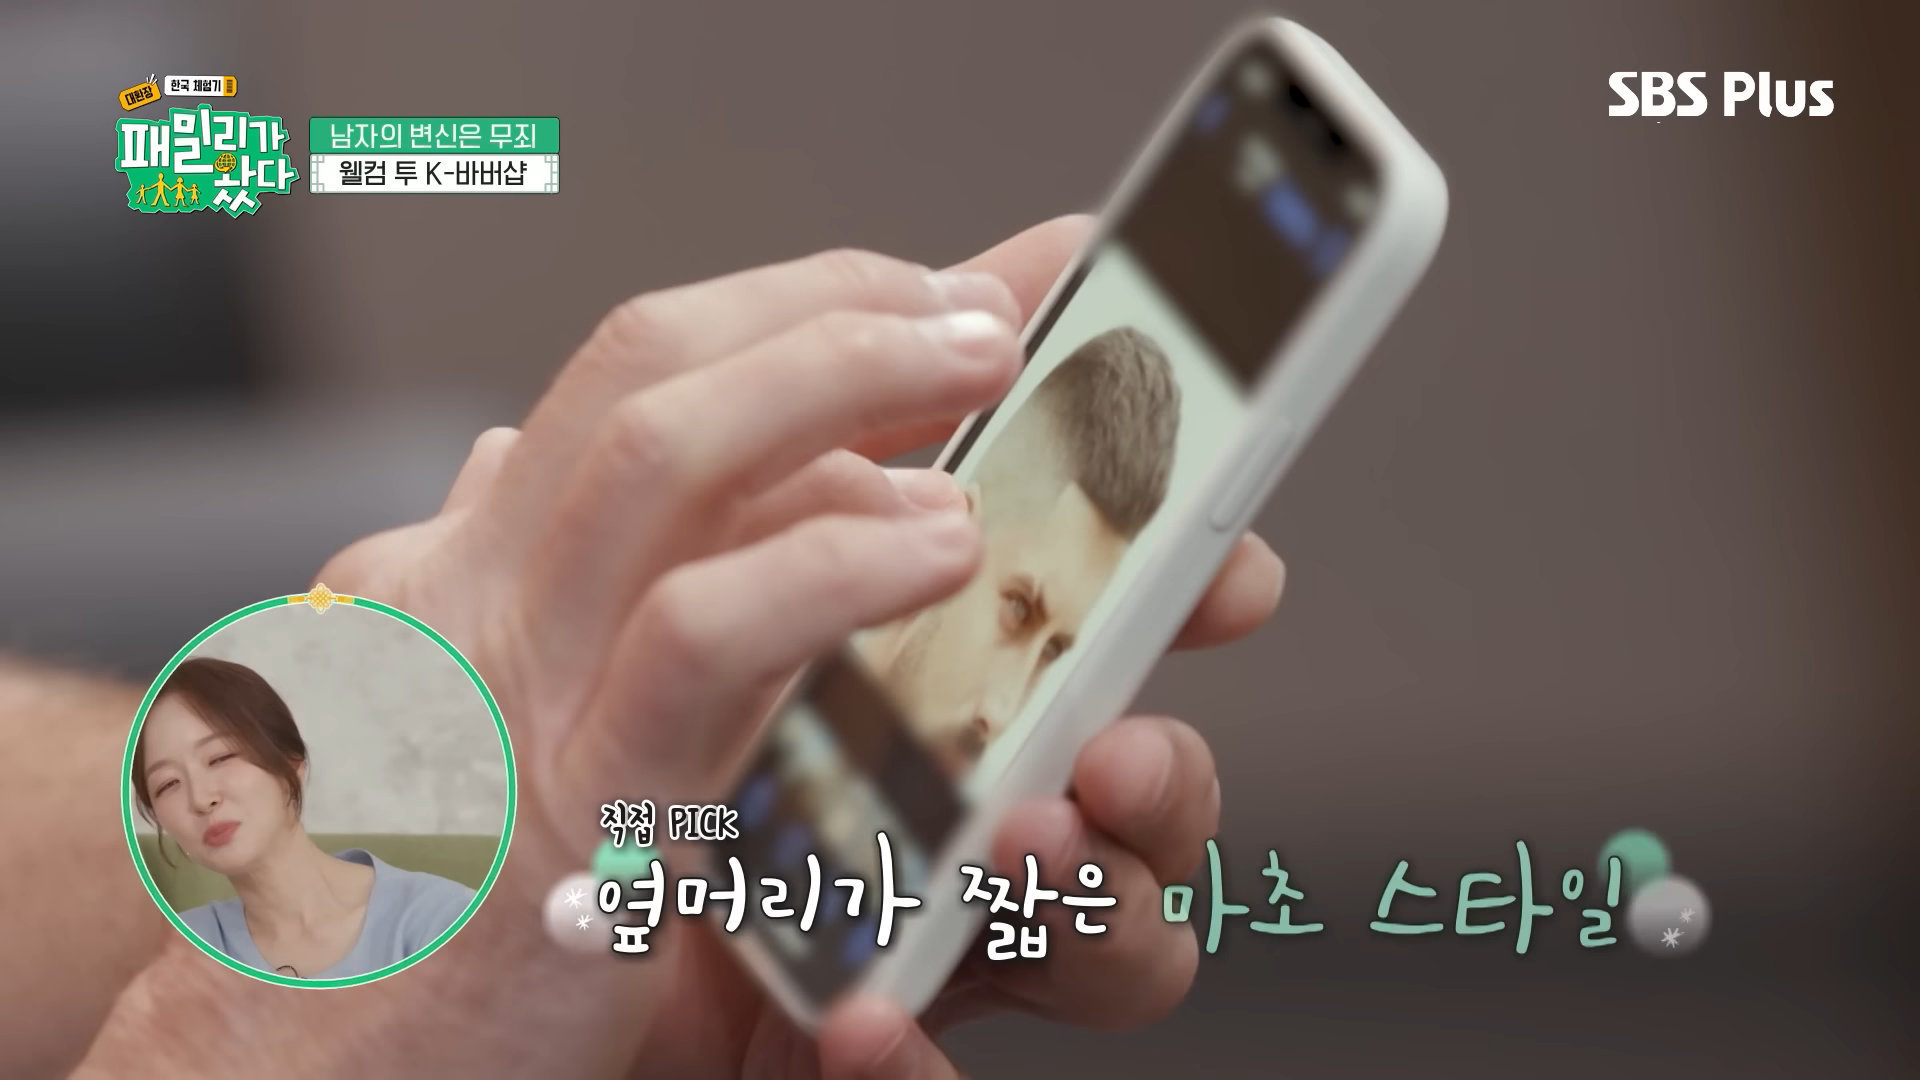 대환장
한국 체험기
패밀리가
왔다
남자의 변신은 무죄
웰컴 투 K-바버샵
SBS Plus
직접 PICK
옆머리가 짧은 마초 스타일